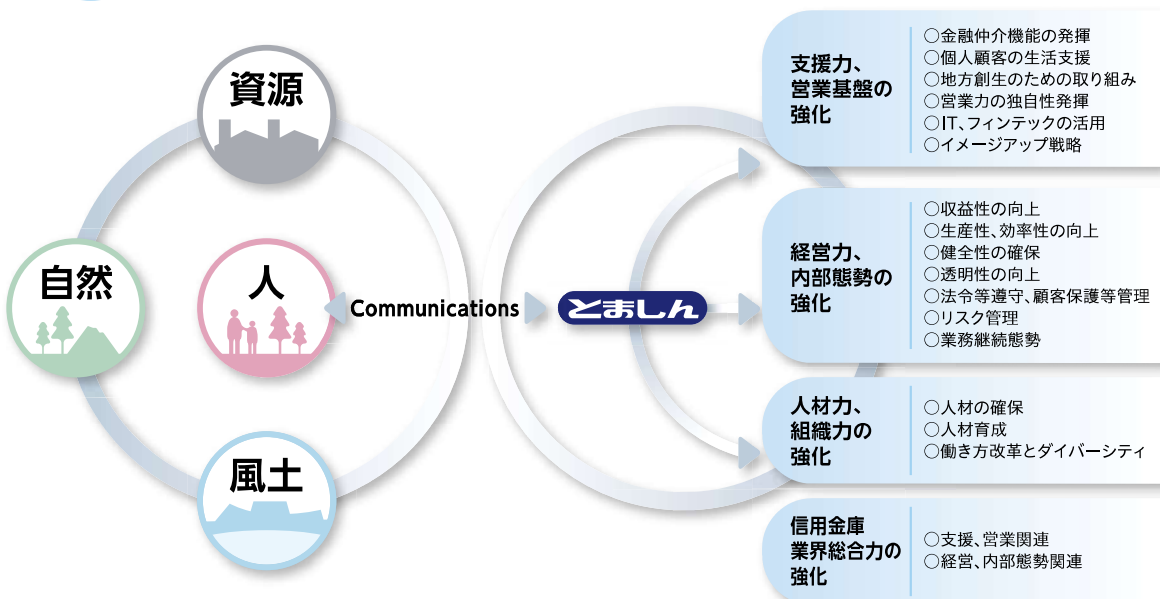 資源
自然
人
風土
Communications
とましん
支援力、
営業基盤の
強化
○金融仲介機能の発揮
○個人顧客の生活支援
○地方創生のための取り組み
○営業力の独自性発揮
○IT、フィンテックの活用
○イメージアップ戦略
経営力、
内部態勢の
強化
○収益性の向上
○生産性、効率性の向上
○健全性の確保
○透明性の向上
○法令等遵守、顧客保護等管理
○リスク管理
○業務継続態勢
人材力、
組織力の
強化
○人材の確保
○人材育成
○働き方改革とダイバーシティ
信用金庫
業界総合力の
強化
○支援、営業関連
○経営、内部態勢関連